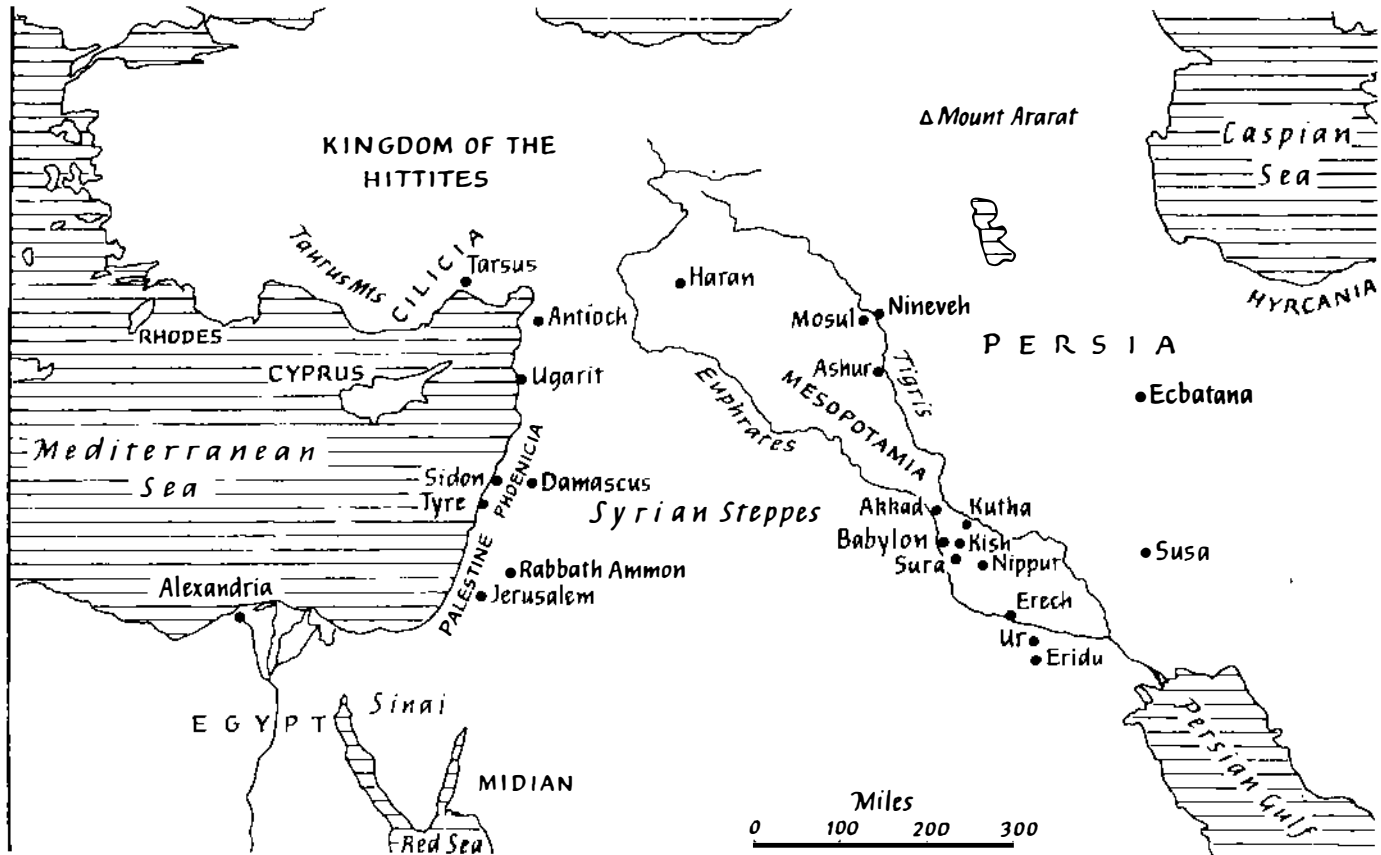 Mount Ararat
Caspian
Sea
KINGDOM OF THE
HITTITES
Taurus Mts
CILICIA
Tarsus
Haran
HYRCANIA
Antioch
Mosul
Nineveh
RHODES
PERSIA
CYPRUS
Ugarit
Ashur
Tigris
Euphrates
MESOPOTAMIA
Ecbatana
Mediterranean
Sea
PHOENICIA
Sidon
Damascus
Tyre
Syrian Steppes
Akkad
Kutha
Babylon
Kish
Susa
Sura
Nippur
PALESTINE
Rabbath Ammon
Alexandria
Jerusalem
Erech
Ur
Eridu
EGYPT
Sinai
Persian Gulf
MIDIAN
Red Sea
Miles
0 100 200 300